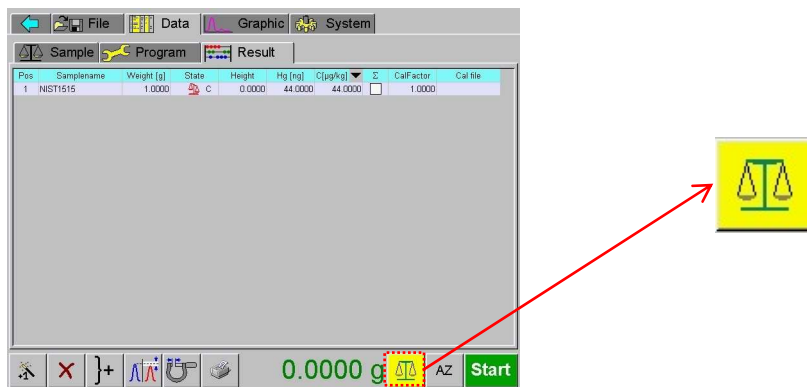 File Data Graphic System
Sample Program Result
Pos Samplename Weight [g] State Height Hg [ng] C[µg/kg] Σ CalFactor Cal file
1 NIST1515 1.0000 C 0.0000 44.0000 44.0000 1.0000
+1 X }+ 0.0000 g AZ Start